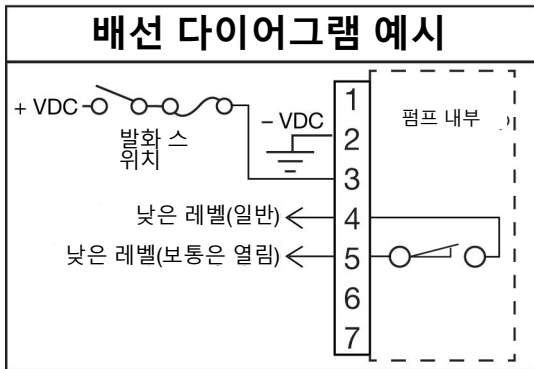 배선 다이어그램 예시
+ VDC
발화 스
위치
– VDC
펌프 내부
낮은 레벨(일반)
낮은 레벨(보통은 열림)
1
2
3
4
5
6
7